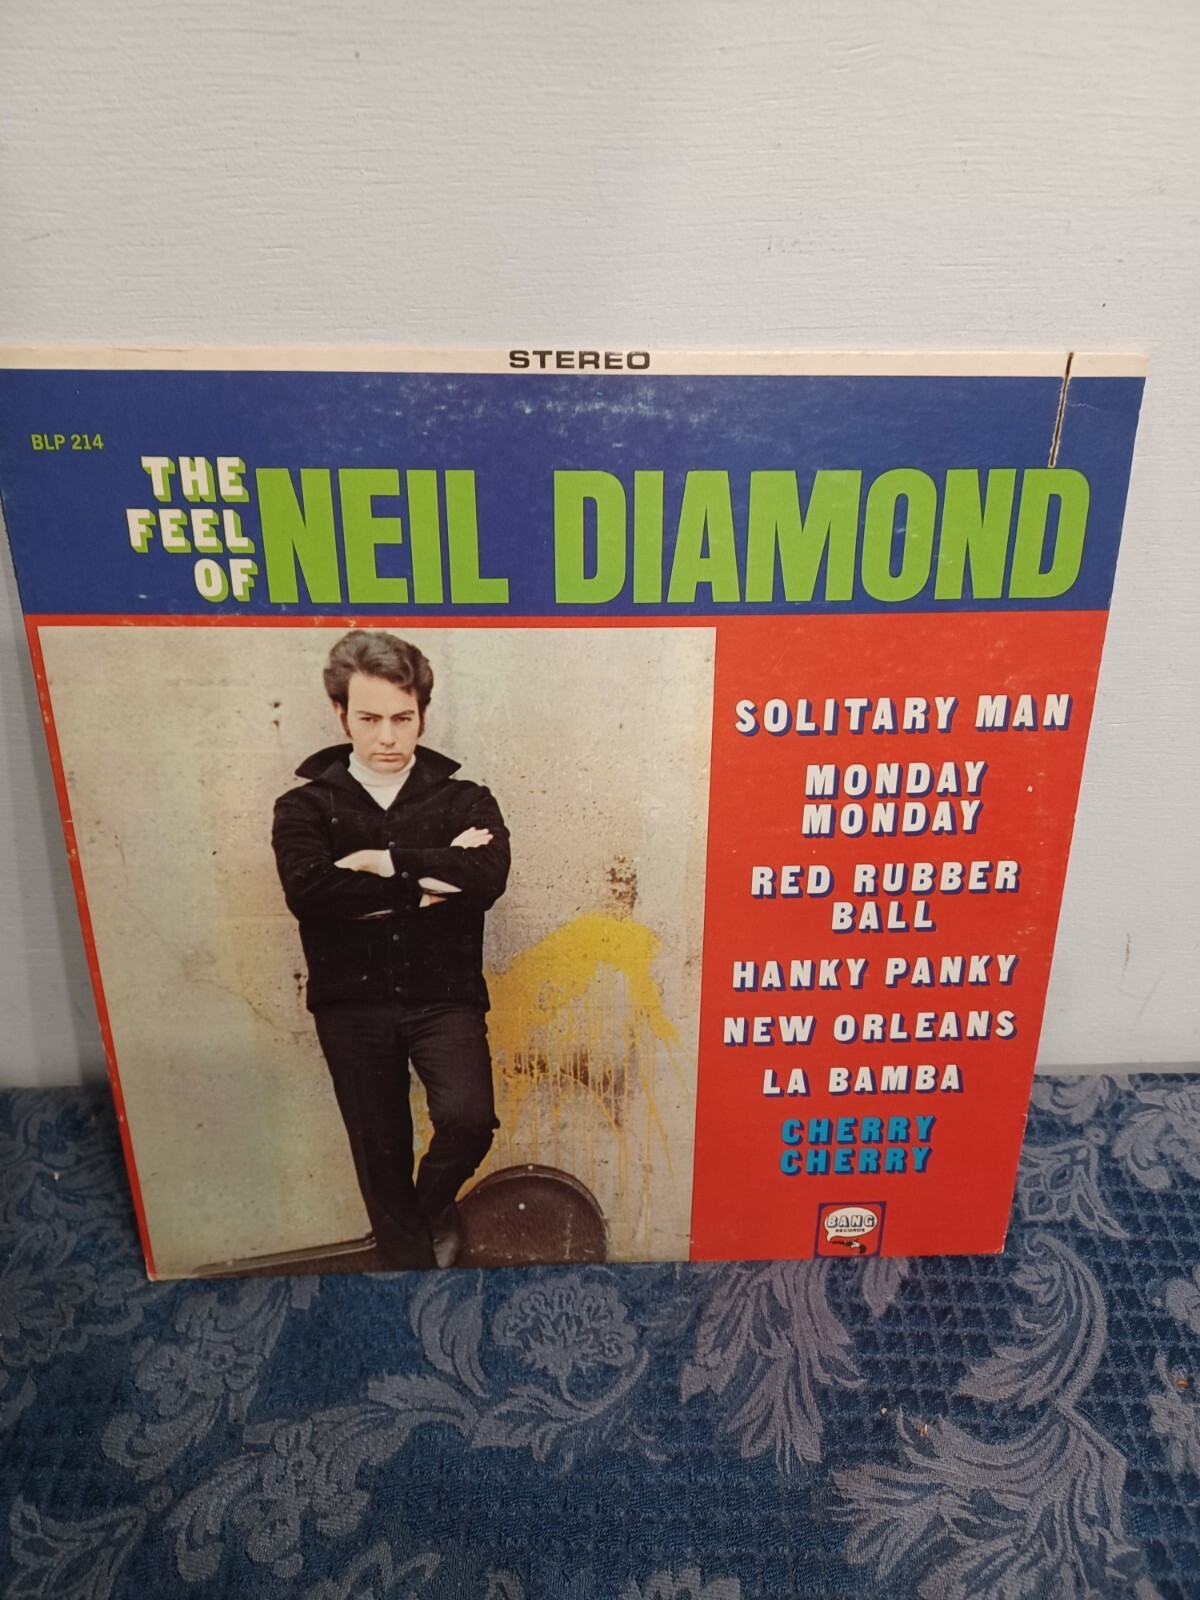 STEREO
BLP 214
THE
FEEL
OF
NEIL DIAMOND
SOLITARY MAN
MONDAY
MONDAY
RED RUBBER
BALL
HANKY PANKY
NEW ORLEANS
LA BAMBA
CHERRY
CHERRY
BANG
RECORDS